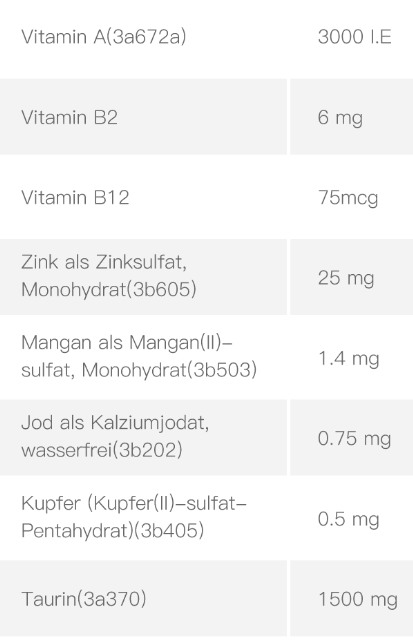 Vitamin A(3a672a) 3000 I.E
Vitamin B2 6 mg
Vitamin B12 75mcg
Zink als Zinksulfat,
Monohydrat(3b605) 25 mg
Mangan als Mangan(II)–
sulfat, Monohydrat(3b503) 1.4 mg
Jod als Kalziumjodat,
wasserfrei(3b202) 0.75 mg
Kupfer (Kupfer(II)–sulfat–
Pentahydrat)(3b405) 0.5 mg
Taurin(3a370) 1500 mg